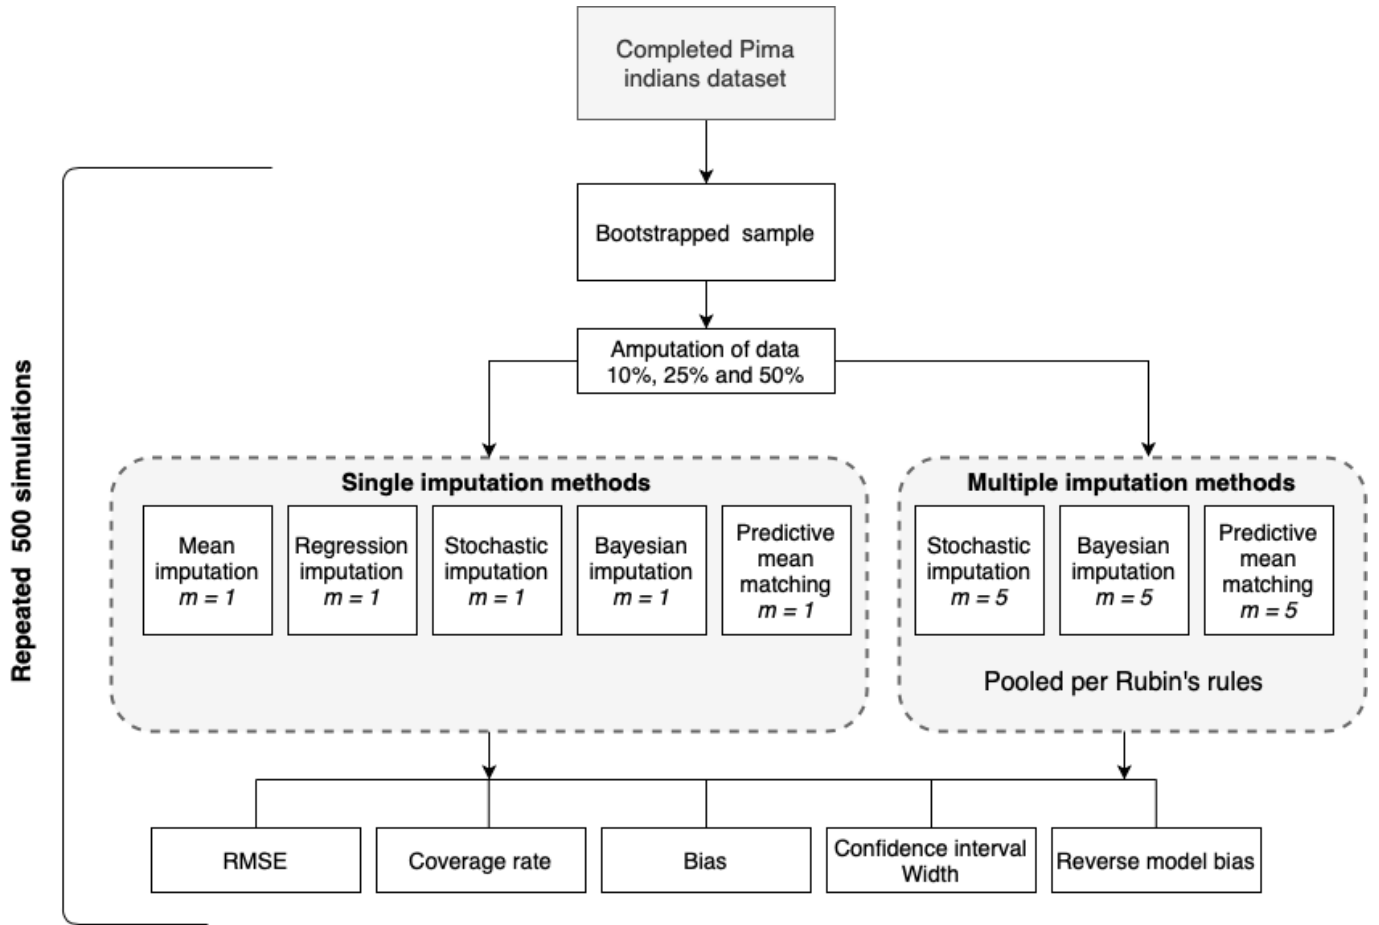 Completed Pima
indians dataset
Bootstrapped sample
Amputation of data
10%, 25% and 50%
Repeated 500 simulations
Single imputation methods
Mean
imputation
m = 1
Regression
imputation
m = 1
Stochastic
imputation
m = 1
Bayesian
imputation
m = 1
Predictive
mean
matching
m = 1
Multiple imputation methods
Stochastic
imputation
m = 5
Bayesian
imputation
m = 5
Predictive
mean
matching
m = 5
Pooled per Rubin's rules
RMSE
Coverage rate
Bias
Confidence interval
Width
Reverse model bias